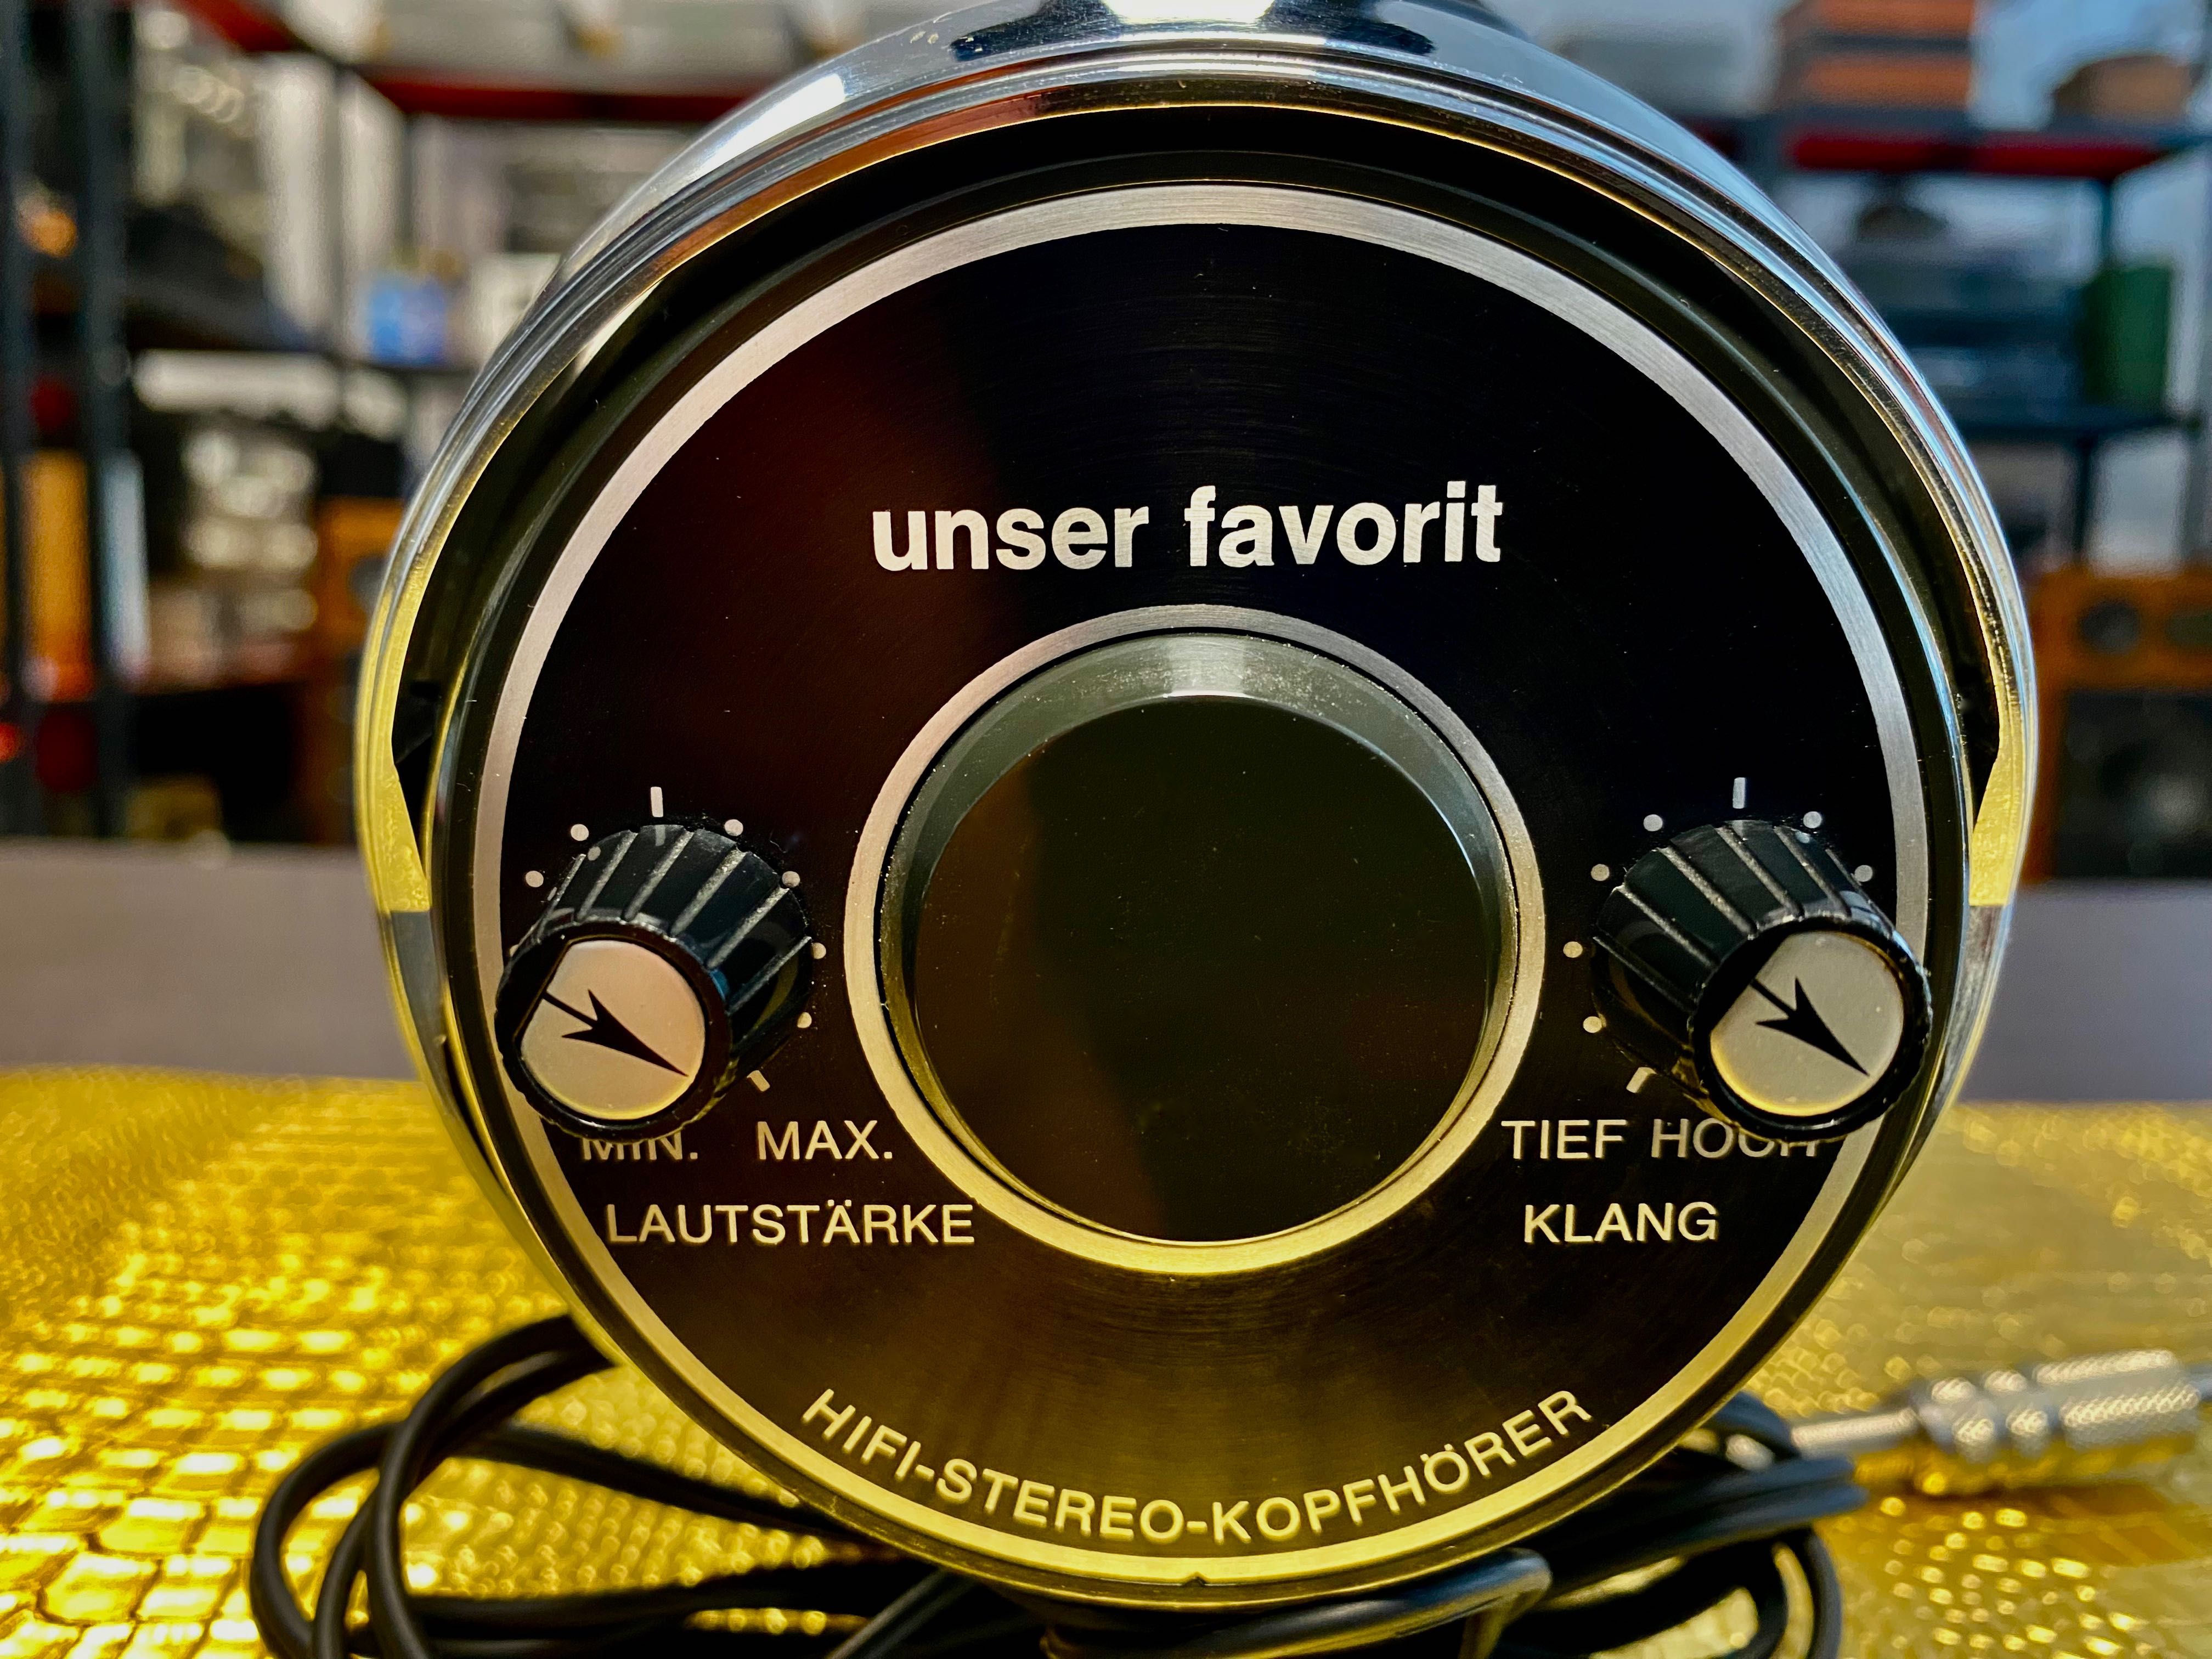 unser favorit
MIN. MAX.
LAUTSTÄRKE
TIEF HOCH
KLANG
HIFI-STEREO-KOPFHÖRER